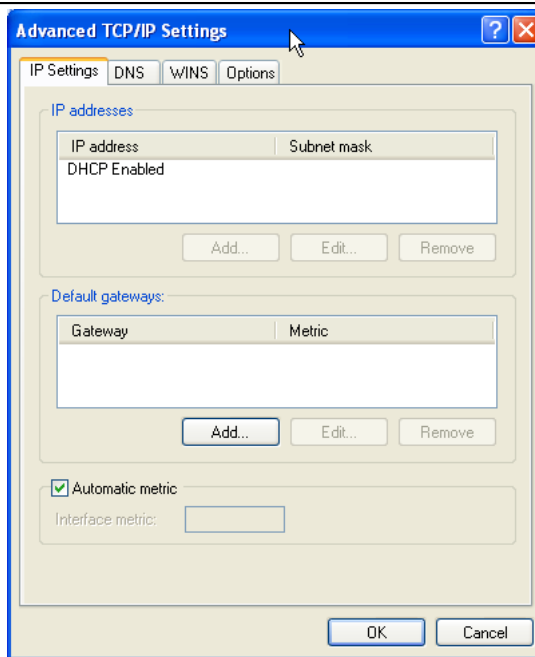 Advanced TCP/IP Settings
IP Settings DNS WINS Options
IP addresses
IP address Subnet mask
DHCP Enabled
Add... Edit... Remove
Default gateways:
Gateway Metric
Add... Edit... Remove
Automatic metric
Interface metric:
OK Cancel